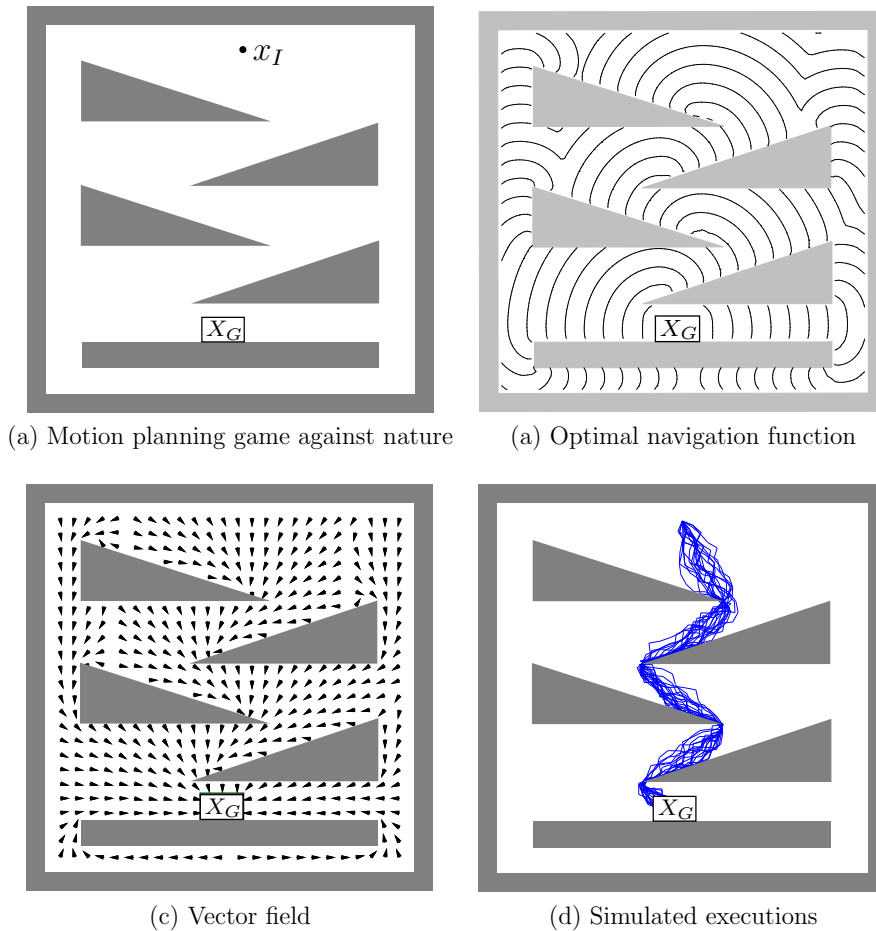 x_I
X_G
X_G
(a) Motion planning game against nature
(a) Optimal navigation function
X_G
X_G
(c) Vector field
(d) Simulated executions